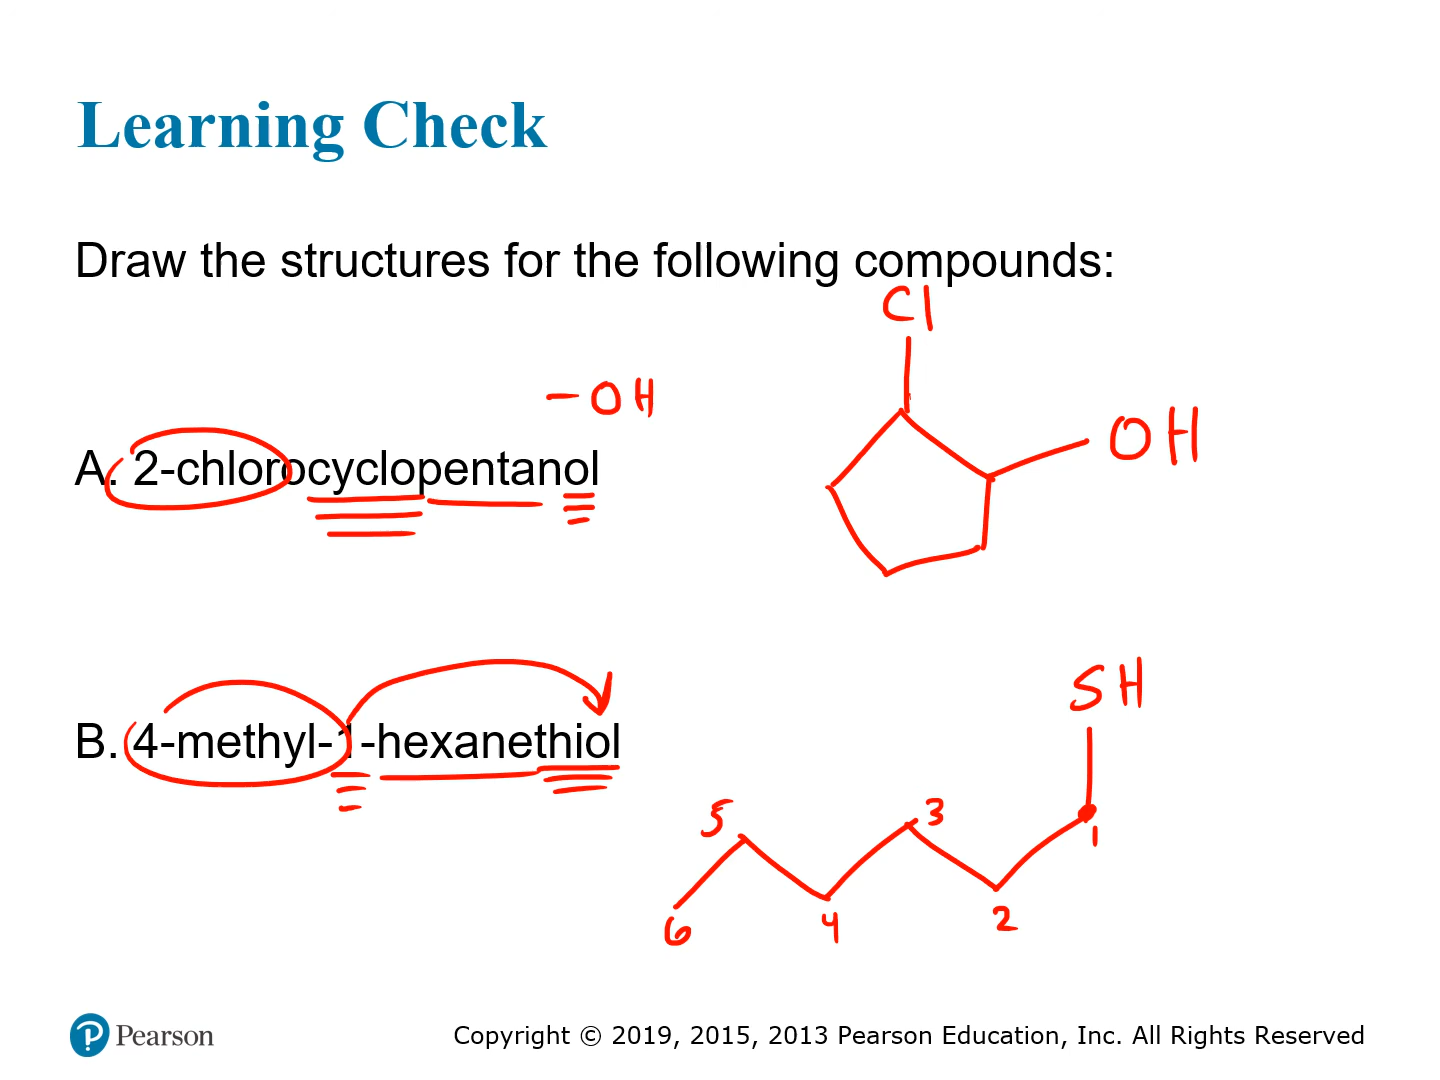 Learning Check
Draw the structures for the following compounds:
Cl
-OH
OH
A. 2-chlorocyclopentanol
SH
B. 4-methyl-1-hexanethiol
5
3
1
6
4
2
Pearson
Copyright © 2019, 2015, 2013 Pearson Education, Inc. All Rights Reserved